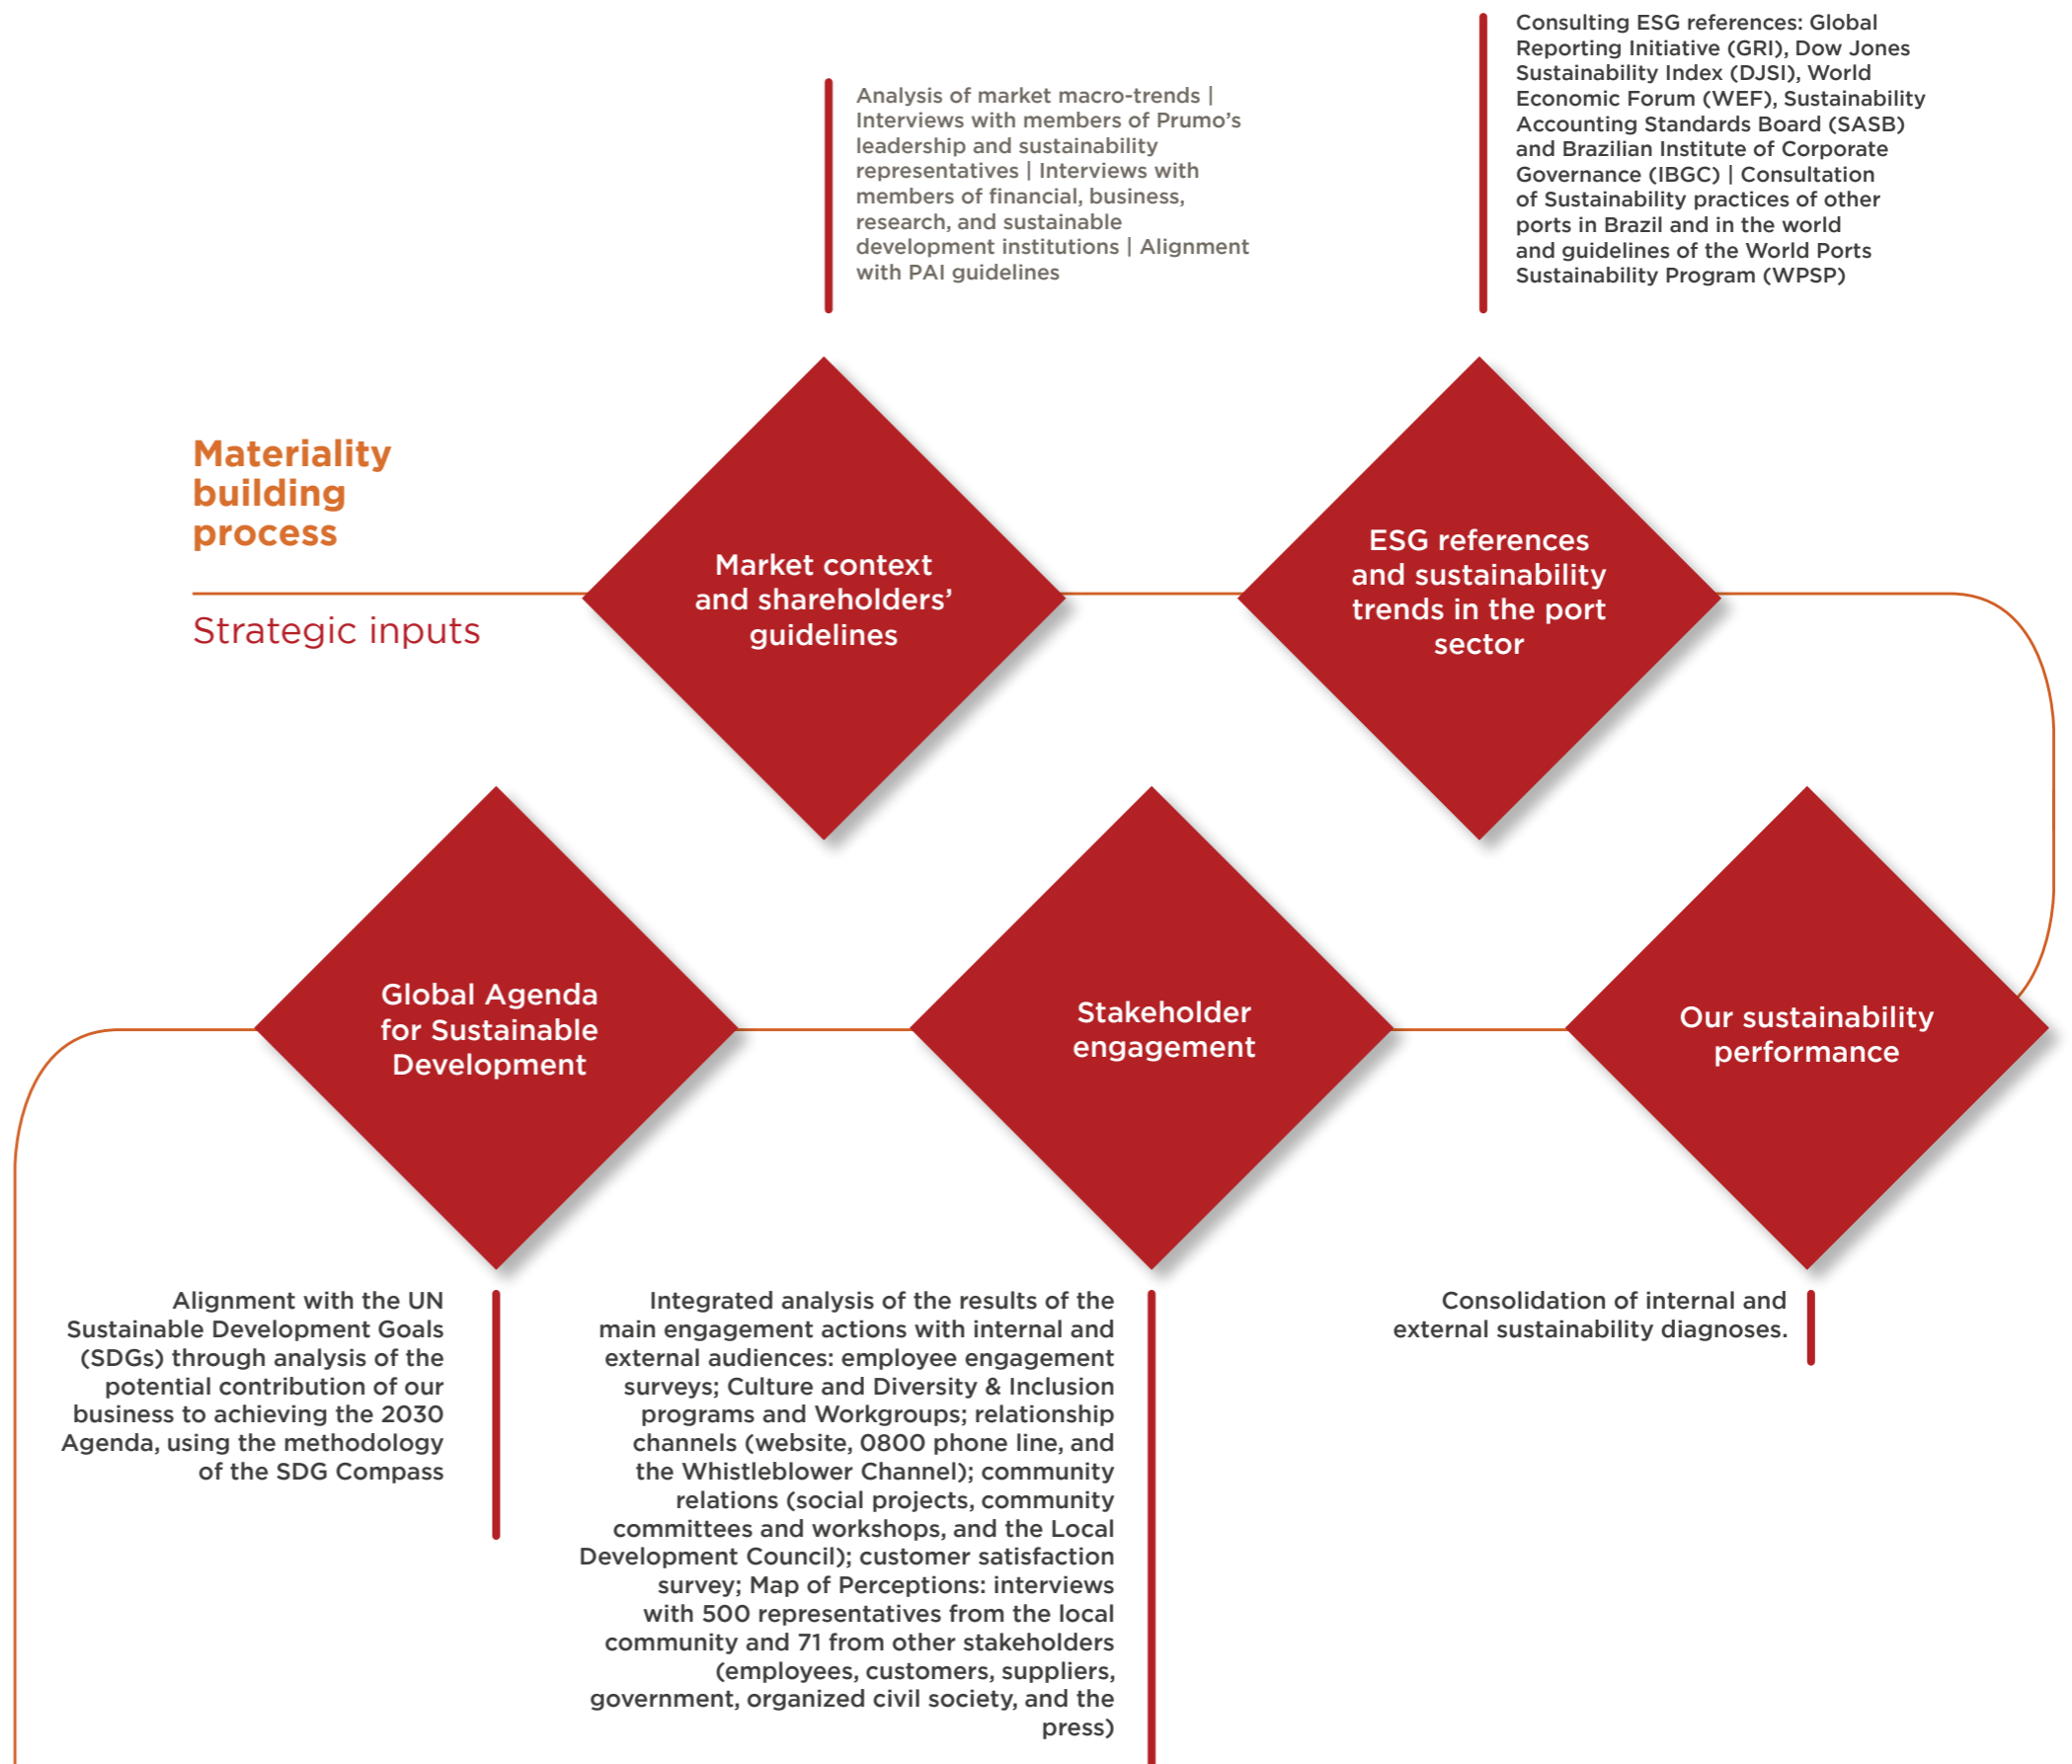 Materiality
building
process
Strategic inputs
Analysis of market macro-trends |
Interviews with members of Prumo’s
leadership and sustainability
representatives | Interviews with
members of financial, business,
research, and sustainable
development institutions | Alignment
with PAI guidelines
Market context
and shareholders’
guidelines
Consulting ESG references: Global
Reporting Initiative (GRI), Dow Jones
Sustainability Index (DJSI), World
Economic Forum (WEF), Sustainability
Accounting Standards Board (SASB)
and Brazilian Institute of Corporate
Governance (IBGC) | Consultation
of Sustainability practices of other
ports in Brazil and in the world
and guidelines of the World Ports
Sustainability Program (WPSP)
ESG references
and sustainability
trends in the port
sector
Our sustainability
performance
Consolidation of internal and
external sustainability diagnoses.
Stakeholder
engagement
Integrated analysis of the results of the
main engagement actions with internal and
external audiences: employee engagement
surveys; Culture and Diversity & Inclusion
programs and Workgroups; relationship
channels (website, 0800 phone line, and
the Whistleblower Channel); community
relations (social projects, community
committees and workshops, and the Local
Development Council); customer satisfaction
survey; Map of Perceptions: interviews
with 500 representatives from the local
community and 71 from other stakeholders
(employees, customers, suppliers,
government, organized civil society, and the
press)
Global Agenda
for Sustainable
Development
Alignment with the UN
Sustainable Development Goals
(SDGs) through analysis of the
potential contribution of our
business to achieving the 2030
Agenda, using the methodology
of the SDG Compass